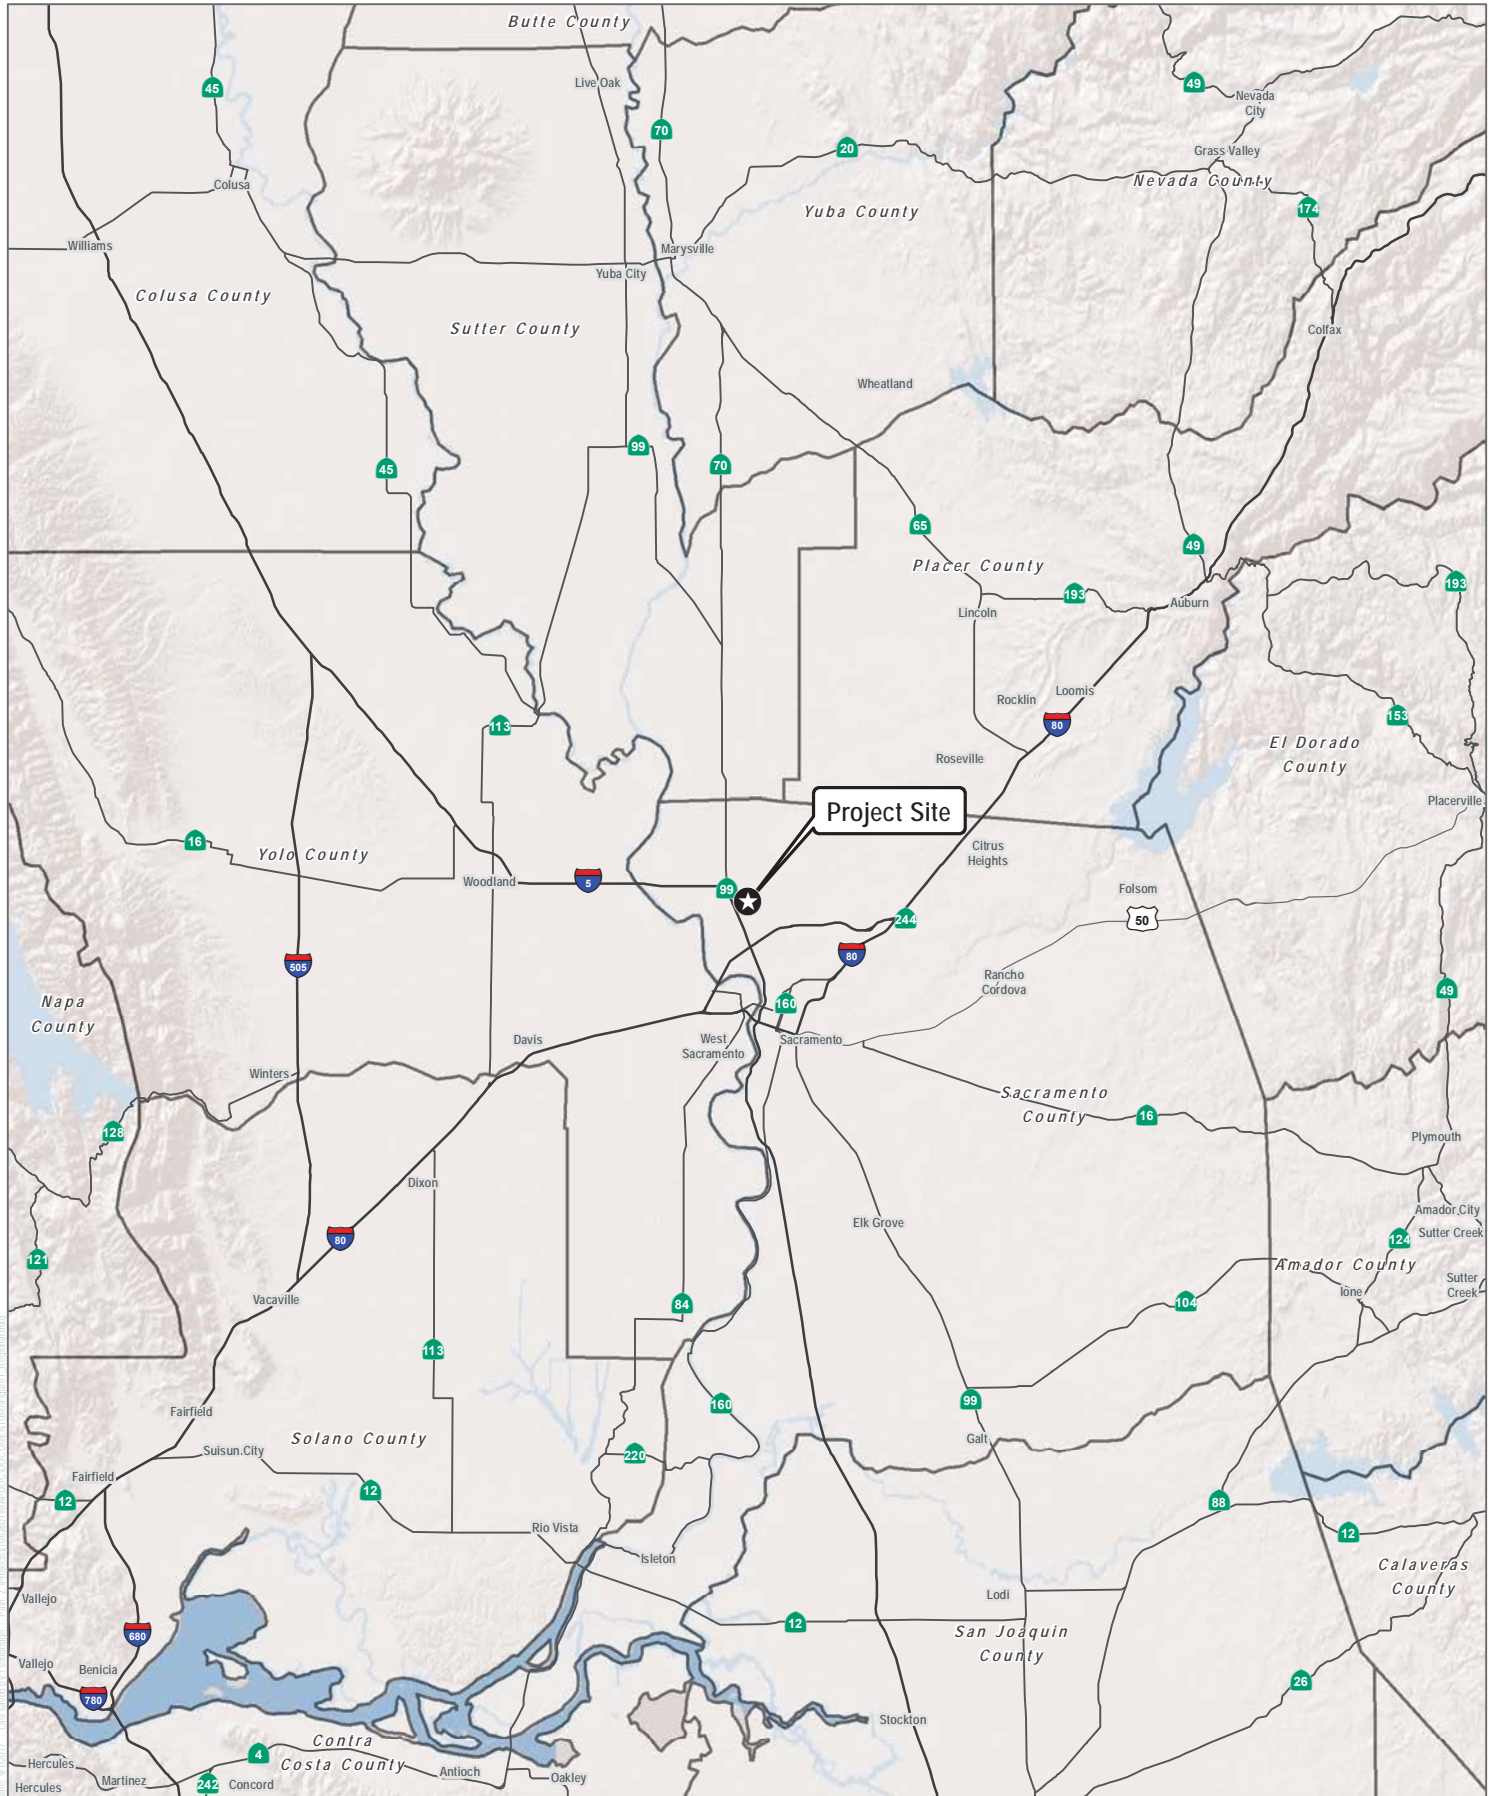 Butte County
Live Oak
45
70
49
Nevada
City
20
Grass Valley
Nevada County
Colusa
174
Yuba County
Williams
Marysville
Yuba City
Colusa County
Sutter County
Colfax
Wheatland
99
45
70
65
49
Placer County
193
193
Lincoln
Auburn
Rocklin
Loomis
113
80
153
El Dorado
County
Roseville
Placerville
Project Site
16
Yolo County
Citrus
Heights
Woodland
5
99
Folsom
244
50
80
505
Rancho
Cordova
49
Napa
County
160
Davis
West
Sacramento
Sacramento
Winters
Sacramento
County
16
128
Plymouth
Dixon
Amador City
Elk Grove
80
124
Sutter Creek
121
Amador County
Vacaville
84
104
Ione
Sutter
Creek
113
160
99
Fairfield
Solano County
Galt
Suisun City
220
Fairfield
12
12
88
Rio Vista
12
Isleton
Calaveras
County
Vallejo
Lodi
12
680
San Joaquin
County
Vallejo
Benicia
26
780
Stockton
Contra
Costa County
4
Hercules
Martinez
242
Concord
Antioch
Oakley
Hercules